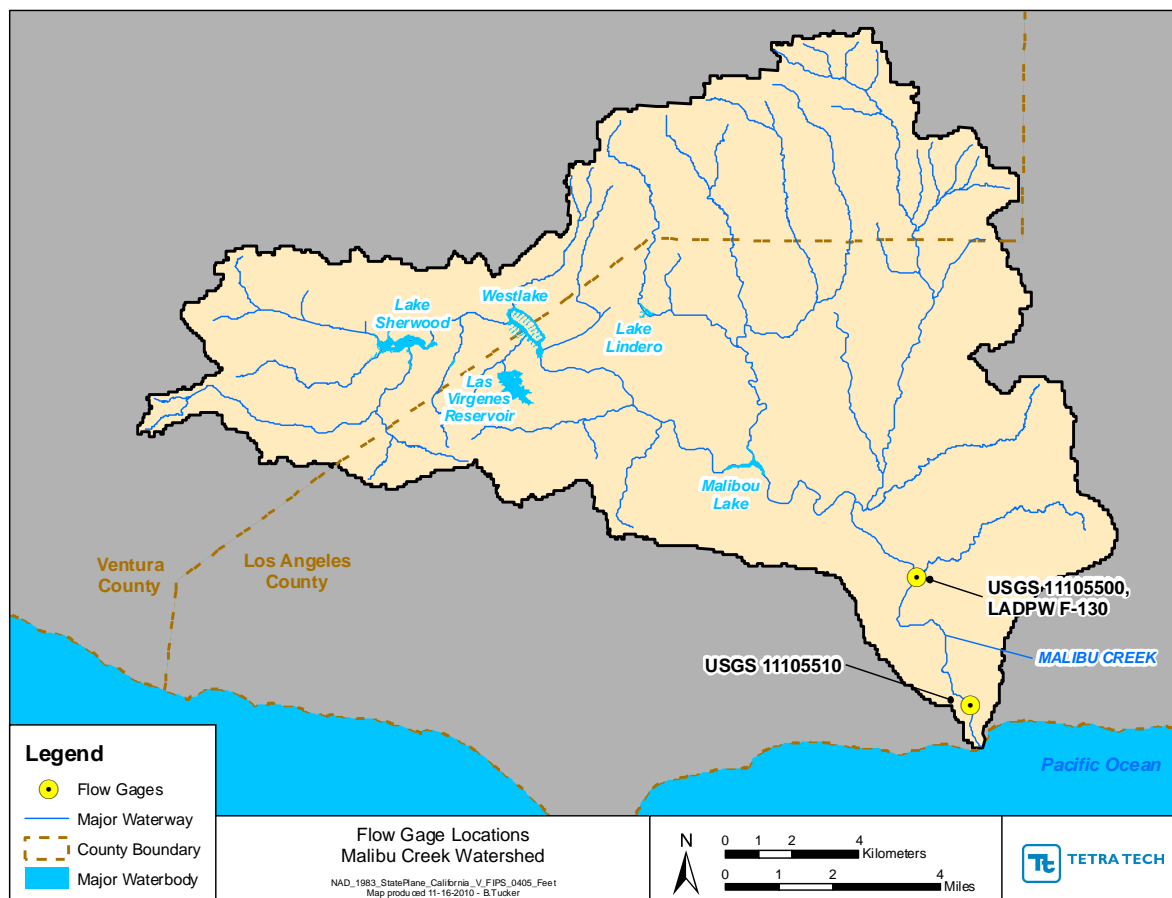 Westlake
Lake
Sherwood
Lake
Lindero
Las
Virgenes
Reservoir
Malibou
Lake
Ventura
County
Los Angeles
County
USGS 11105500,
LADPW F-130
MALIBU CREEK
USGS 11105510
Pacific Ocean
Legend
Flow Gages
Major Waterway
County Boundary
Major Waterbody
Flow Gage Locations
Malibu Creek Watershed
NAD_1983_StatePlane_California_V_FIPS_0405_Feet
Map produced 11-16-2010 - B.Tucker
N
0 1 2 4
Kilometers
0 1 2 4
Miles
Tt TETRA TECH